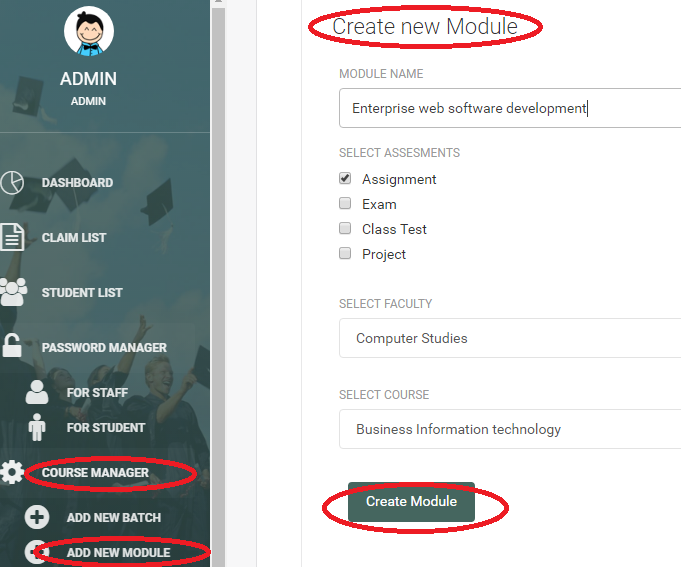 ADMIN
ADMIN
DASHBOARD
CLAIM LIST
STUDENT LIST
PASSWORD MANAGER
FOR STAFF
FOR STUDENT
COURSE MANAGER
ADD NEW BATCH
ADD NEW MODULE
Create new Module
MODULE NAME
Enterprise web software development
SELECT ASSESMENTS
Assignment
Exam
Class Test
Project
SELECT FACULTY
Computer Studies
SELECT COURSE
Business Information technology
Create Module